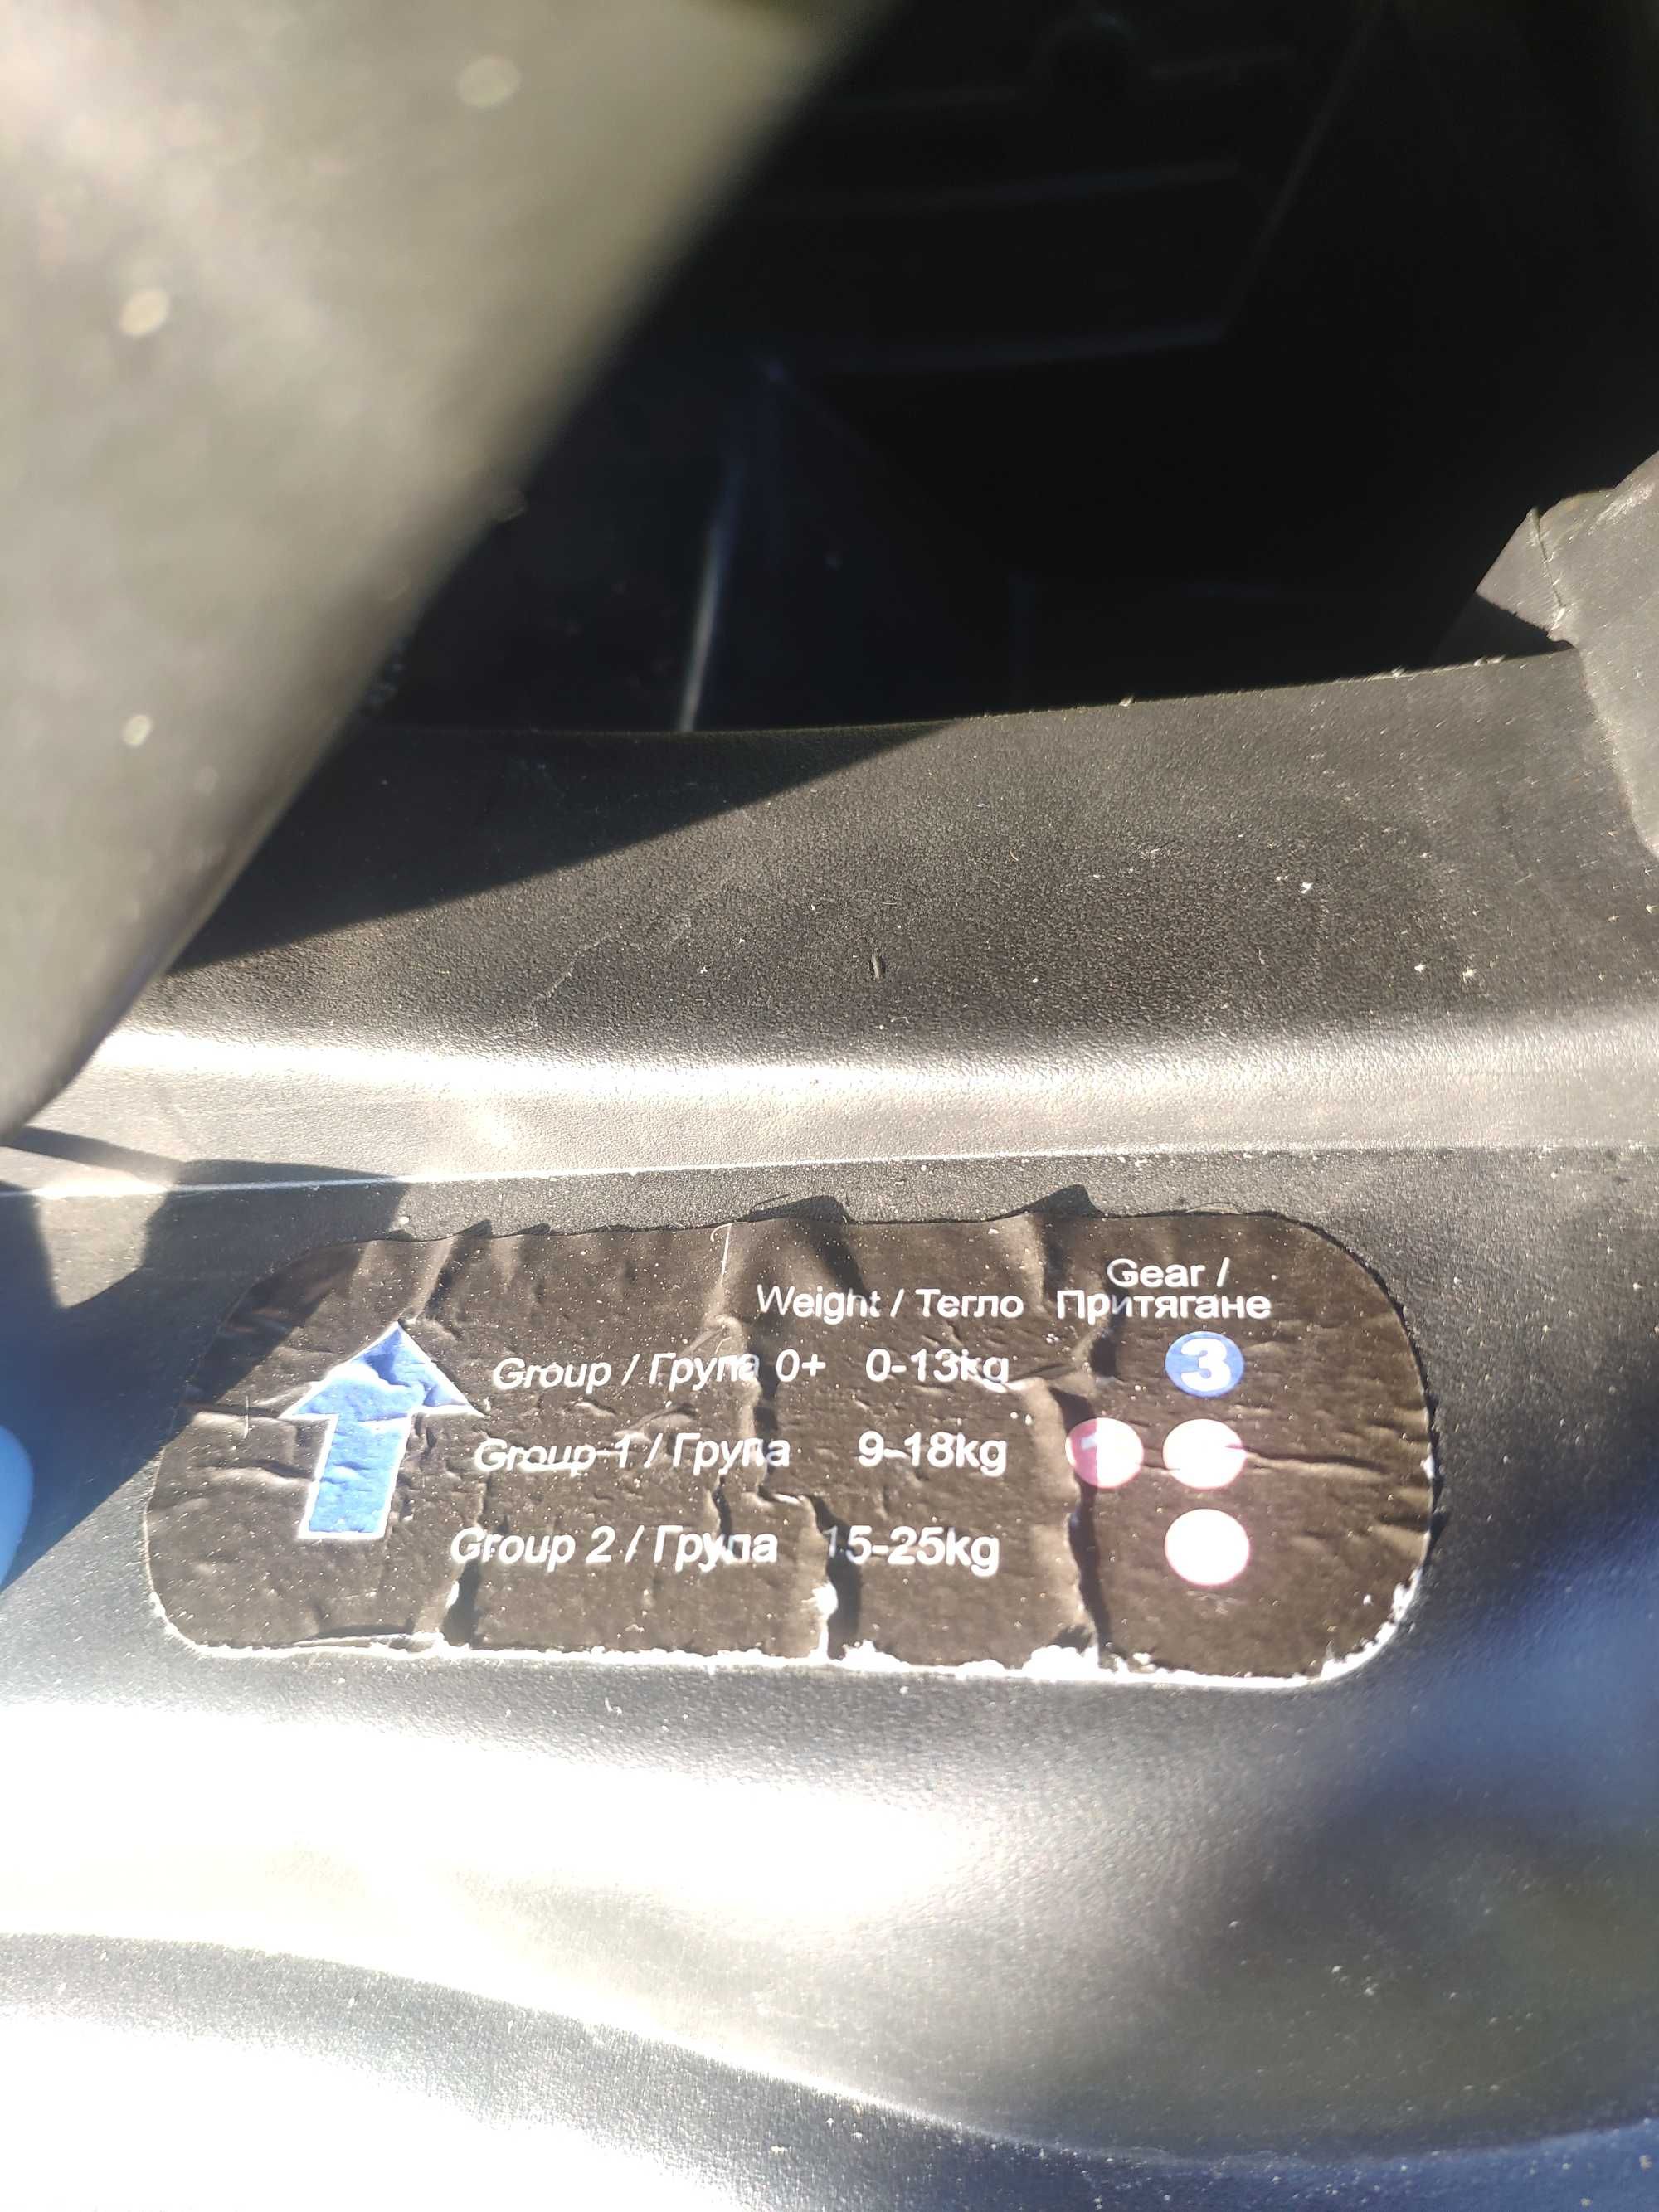 Gear /
Weight / Тегло Притягане
Group / Група 0+ 0-13kg 3
Group 1 / Група 9-18kg 1
Group 2 / Група 15-25kg